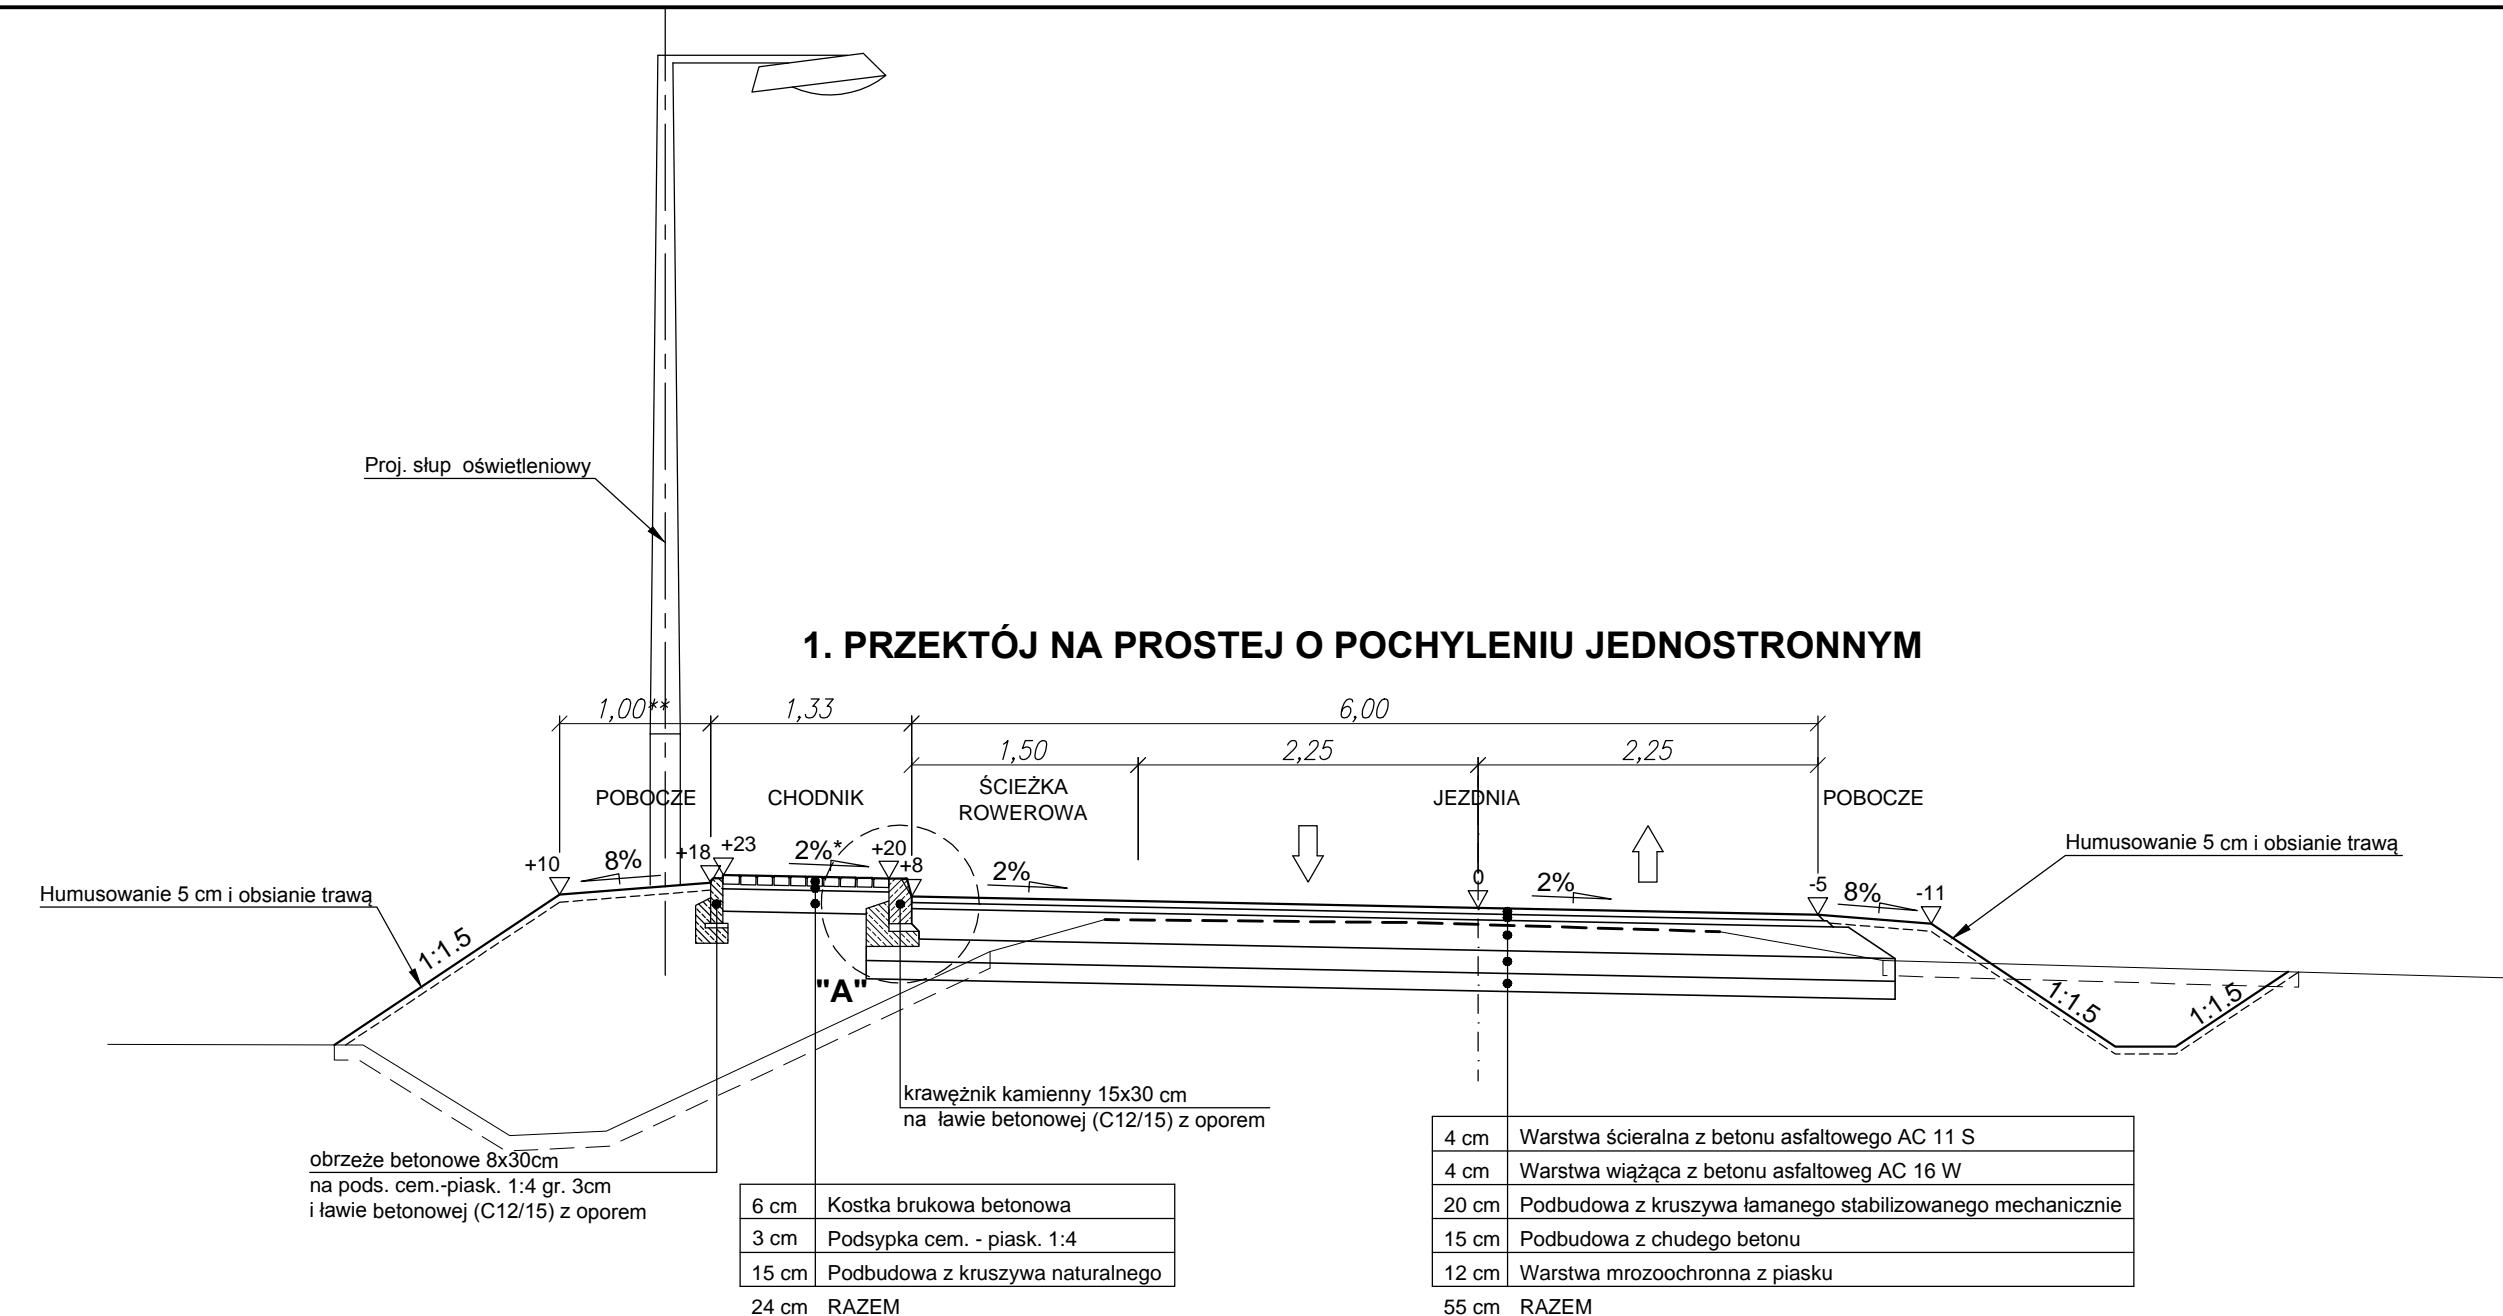 Proj. słup oświetleniowy
1. PRZEKTÓJ NA PROSTEJ O POCHYLENIU JEDNOSTRONNYM
1,00** 1,33 6,00
1,50 2,25 2,25
POBOCZE CHODNIK ŚCIEŻKA ROWEROWA JEZDNIA POBOCZE
+10 8% +18 +23 2%* +20 +8 2% 0 2% -5 8% -11
Humusowanie 5 cm i obsianie trawą
Humusowanie 5 cm i obsianie trawą
1:1.5
"A"
1:1.5 1:1.5
krawężnik kamienny 15x30 cm
na ławie betonowej (C12/15) z oporem
obrzeże betonowe 8x30cm
na pods. cem.-piask. 1:4 gr. 3cm
i ławie betonowej (C12/15) z oporem
6 cm Kostka brukowa betonowa
3 cm Podsypka cem. - piask. 1:4
15 cm Podbudowa z kruszywa naturalnego
24 cm RAZEM
4 cm Warstwa ścieralna z betonu asfaltowego AC 11 S
4 cm Warstwa wiążąca z betonu asfaltoweg AC 16 W
20 cm Podbudowa z kruszywa łamanego stabilizowanego mechanicznie
15 cm Podbudowa z chudego betonu
12 cm Warstwa mrozoochronna z piasku
55 cm RAZEM